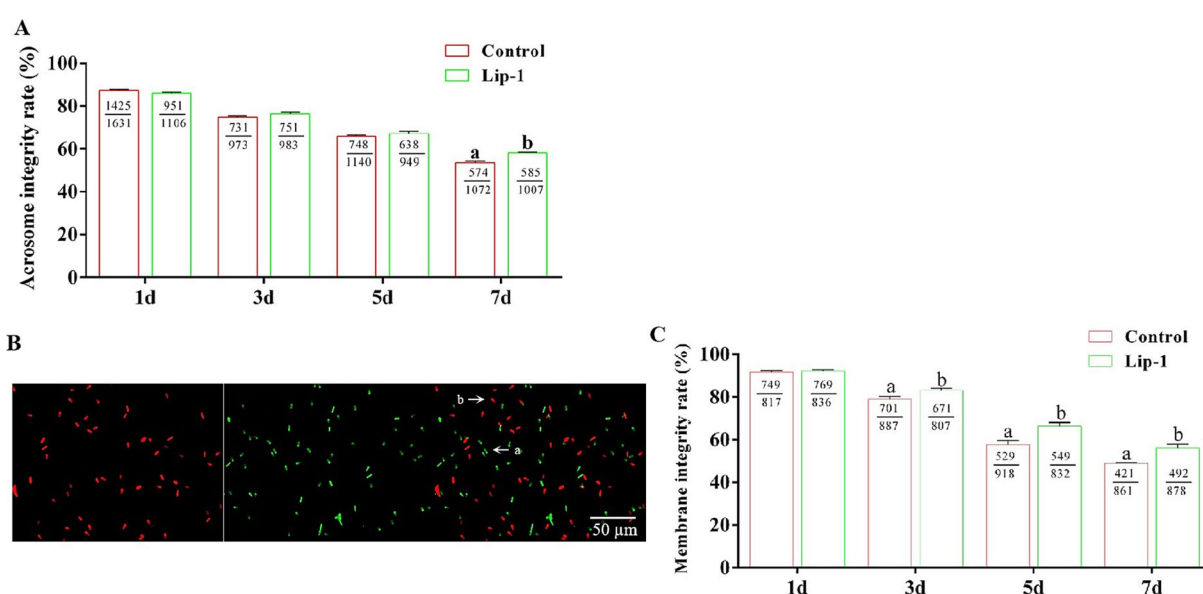 A
Acrosome integrity rate (%)
Control
Lip-1
100
80
60
40
20
0
1425
1631
951
1106
731
973
751
983
748
1140
638
949
a
574
1072
b
585
1007
1d 3d 5d 7d
B
b
a
50 µm
C
Membrane integrity rate (%)
Control
Lip-1
100
80
60
40
20
0
749
817
769
836
a
701
887
b
671
807
a
529
918
b
549
832
a
421
861
b
492
878
1d 3d 5d 7d